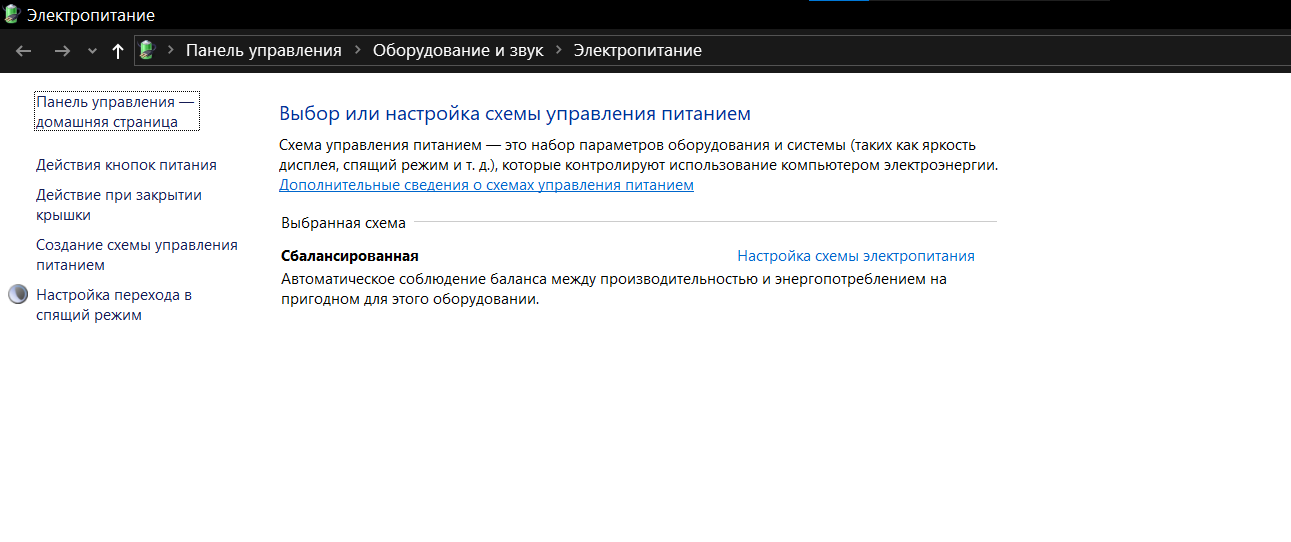 Электропитание
Панель управления > Оборудование и звук > Электропитание
Панель управления —
домашняя страница
Действия кнопок питания
Действие при закрытии
крышки
Создание схемы управления
питанием
Настройка перехода в
спящий режим
Выбор или настройка схемы управления питанием
Схема управления питанием — это набор параметров оборудования и системы (таких как яркость
дисплея, спящий режим и т. д.), которые контролируют использование компьютером электроэнергии.
Дополнительные сведения о схемах управления питанием
Выбранная схема
Сбалансированная Настройка схемы электропитания
Автоматическое соблюдение баланса между производительностью и энергопотреблением на
пригодном для этого оборудовании.